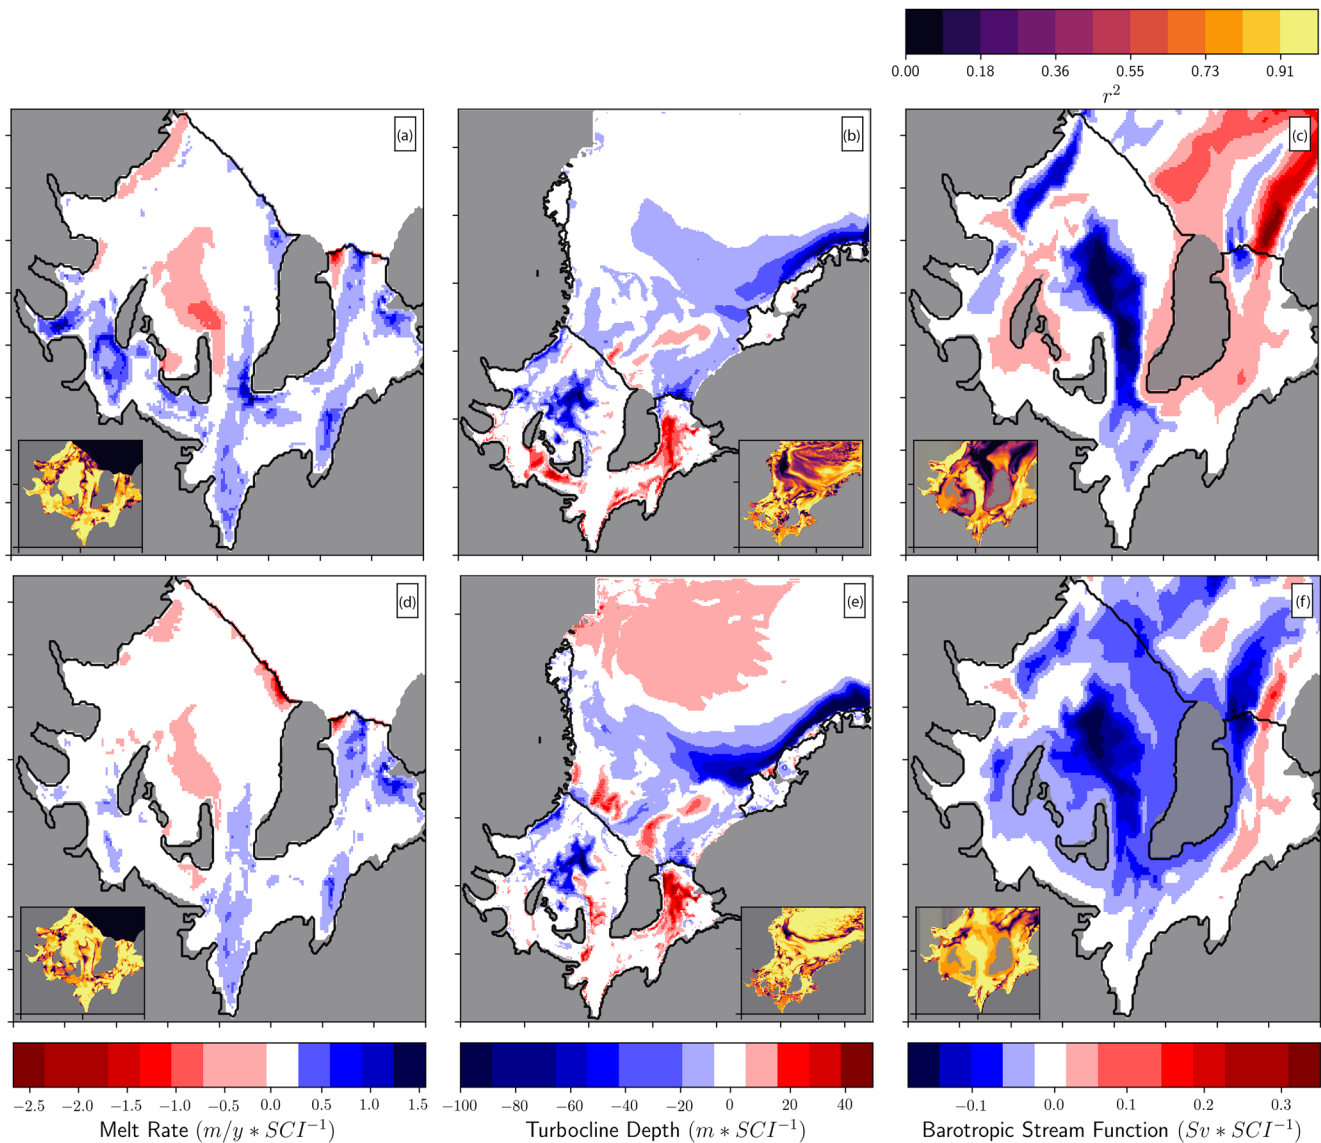 0.00 0.18 0.36 0.55 0.73 0.91
r²
(a) (b) (c)
(d) (e) (f)
−2.5 −2.0 −1.5 −1.0 −0.5 0.0 0.5 1.0 1.5
Melt Rate (m/y ∗ SCI⁻¹)
−100 −80 −60 −40 −20 0 20 40
Turbocline Depth (m ∗ SCI⁻¹)
−0.1 0.0 0.1 0.2 0.3
Barotropic Stream Function (Sv ∗ SCI⁻¹)